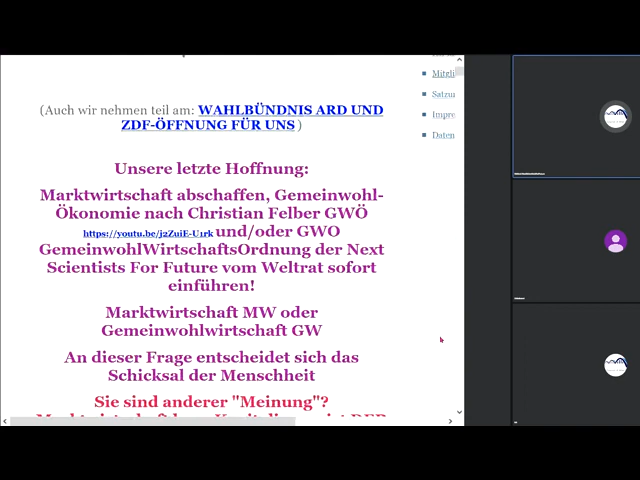 (Auch wir nehmen teil am: WAHLBÜNDNIS ARD UND
ZDF-ÖFFNUNG FÜR UNS)
Unsere letzte Hoffnung:
Marktwirtschaft abschaffen, Gemeinwohl-
Ökonomie nach Christian Felber GWÖ
https://youtu.be/j2ZuiE-U1rk und/oder GWO
GemeinwohlWirtschaftsOrdnung der Next
Scientists For Future vom Weltrat sofort
einführen!
Marktwirtschaft MW oder
Gemeinwohlwirtschaft GW
An dieser Frage entscheidet sich das
Schicksal der Menschheit
Sie sind anderer "Meinung"?
Mitgli
Satzun
Impre
Daten